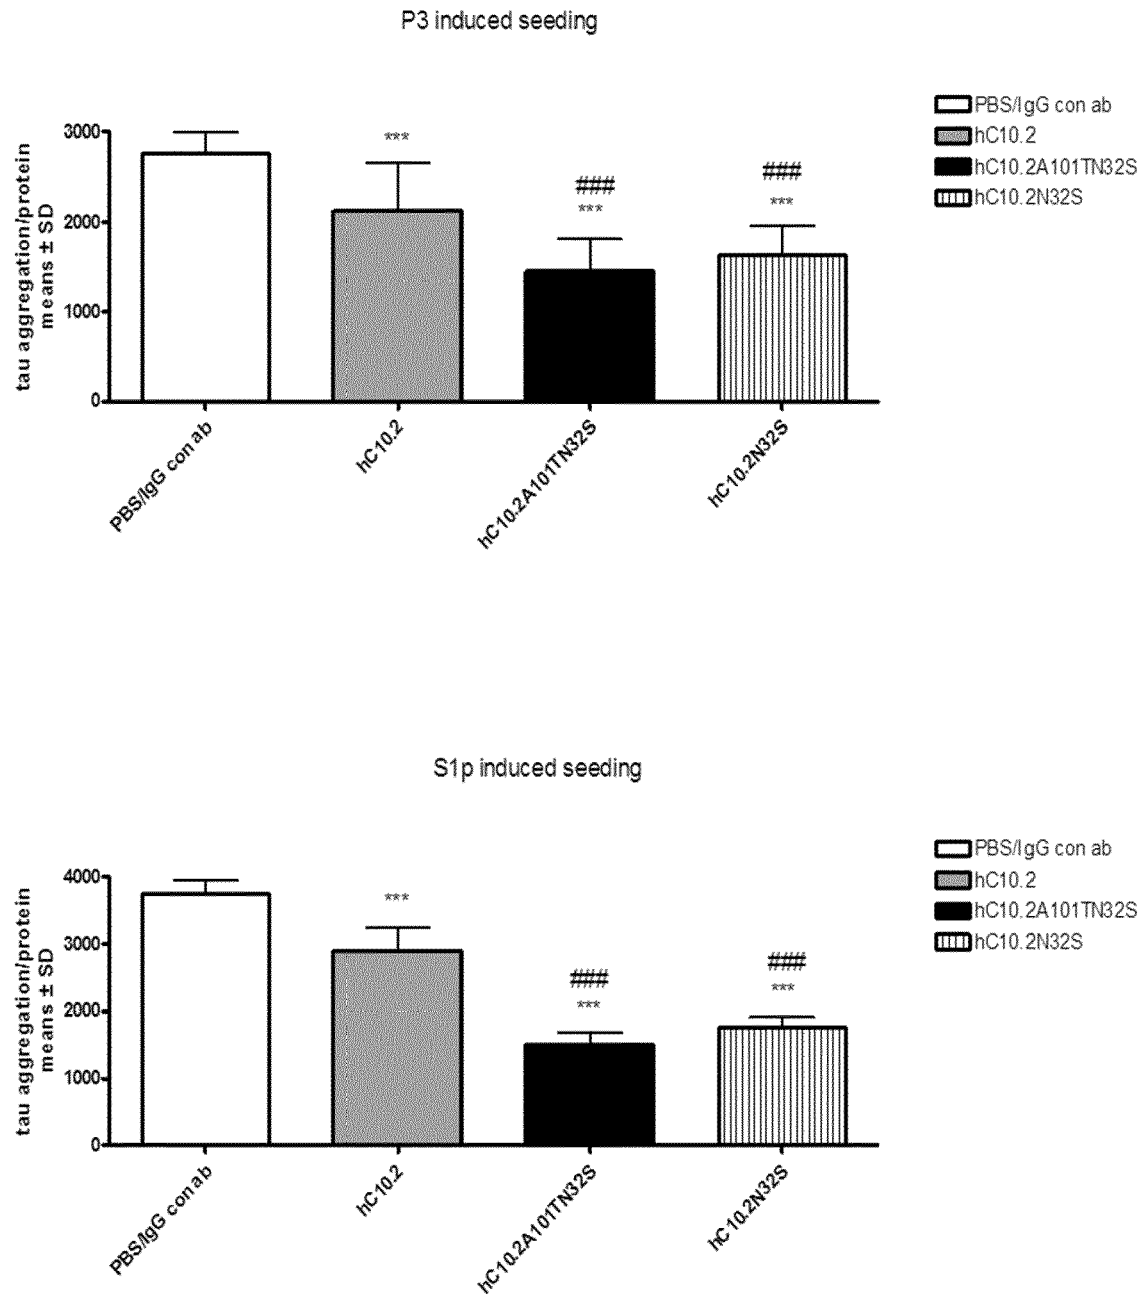 P3 induced seeding
PBS/IgG con ab
hC10.2
hC10.2A101TN32S
hC10.2N32S
tau aggregation/protein
means ± SD
3000
2000
1000
0
***
###
***
###
***
PBS/IgG con ab
hC10.2
hC10.2A101TN32S
hC10.2N32S
S1p induced seeding
PBS/IgG con ab
hC10.2
hC10.2A101TN32S
hC10.2N32S
tau aggregation/protein
means ± SD
4000
3000
2000
1000
0
***
###
***
###
***
PBS/IgG con ab
hC10.2
hC10.2A101TN32S
hC10.2N32S